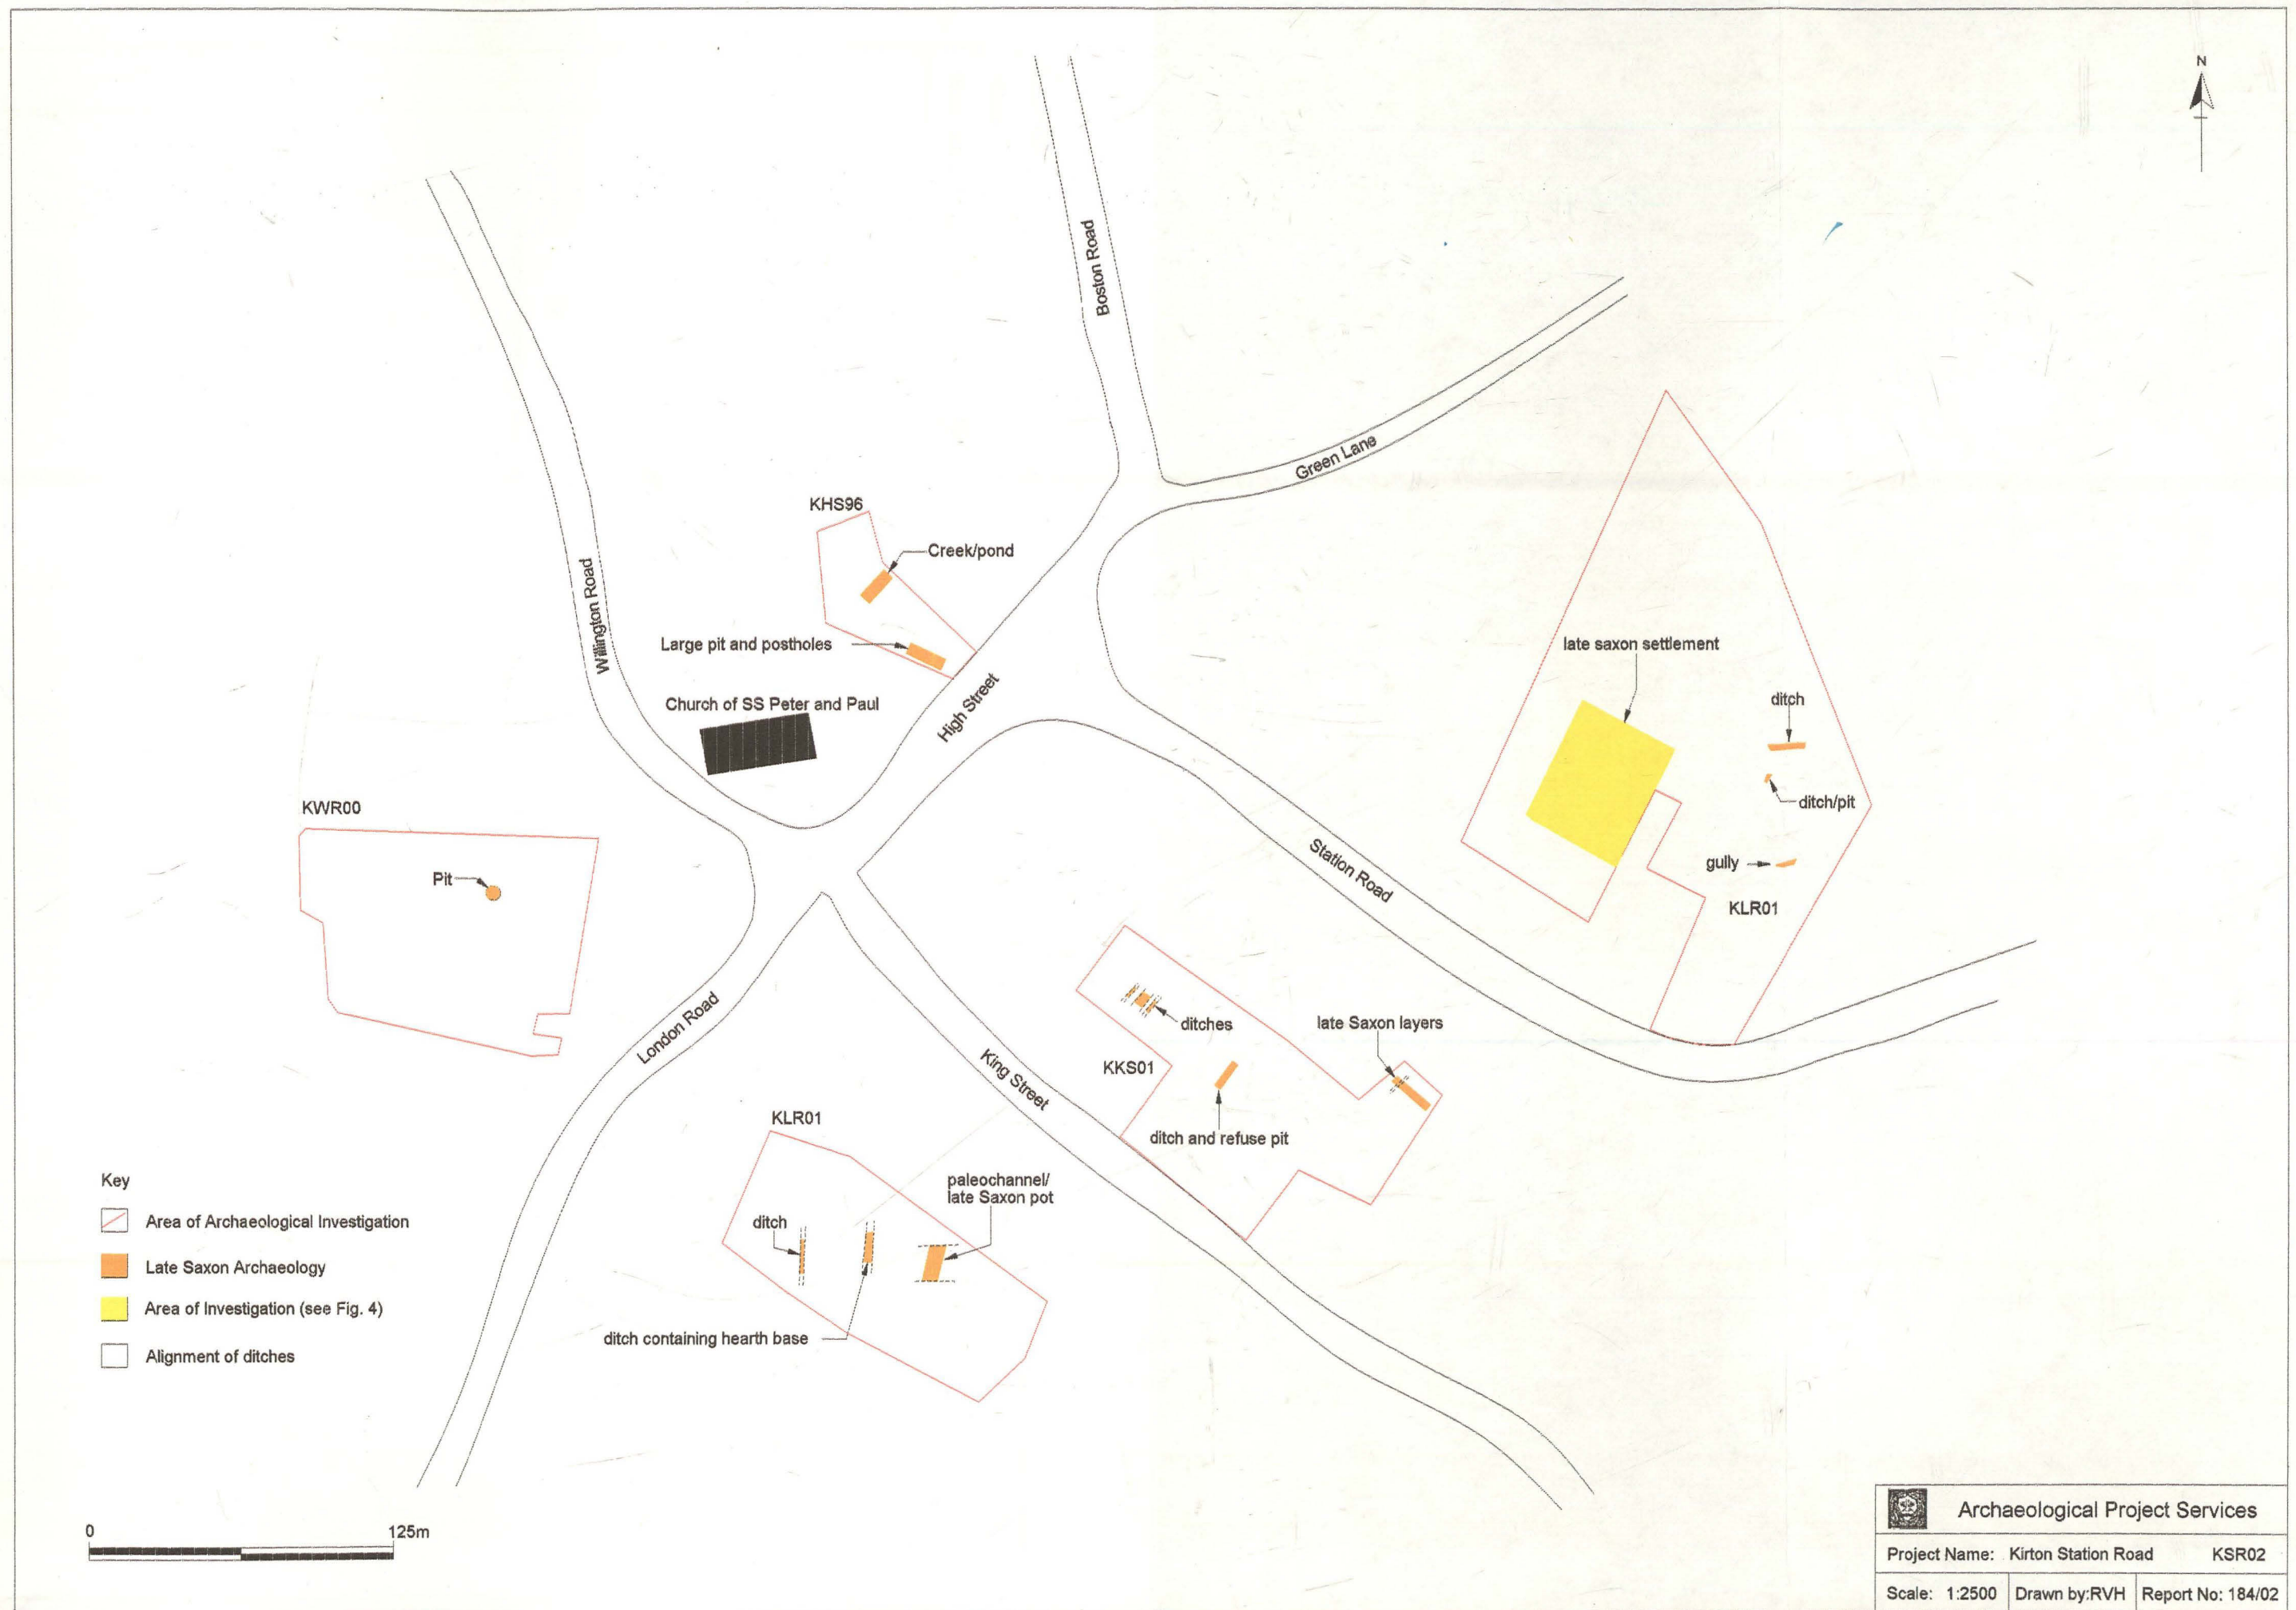 N
Boston Road
Green Lane
KHS96
Creek/pond
Willington Road
Large pit and postholes
late saxon settlement
Church of SS Peter and Paul
High Street
ditch
ditch/pit
KWR00
Pit
Station Road
gully
KLR01
London Road
ditches
late Saxon layers
King Street
KKS01
ditch and refuse pit
KLR01
paleochannel/
late Saxon pot
ditch
ditch containing hearth base
Key
Area of Archaeological Investigation
Late Saxon Archaeology
Area of Investigation (see Fig. 4)
Alignment of ditches
0 125m
Archaeological Project Services
Project Name: Kirton Station Road KSR02
Scale: 1:2500 Drawn by:RVH Report No: 184/02